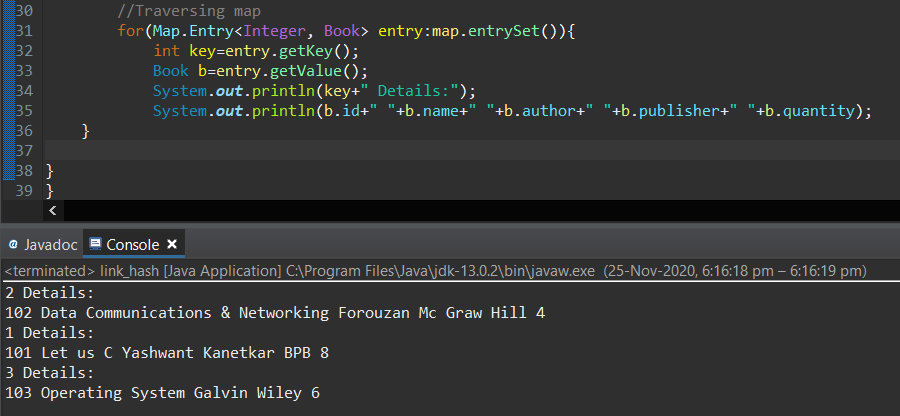 30 //Traversing map
31 for(Map.Entry<Integer, Book> entry:map.entrySet()){
32 int key=entry.getKey();
33 Book b=entry.getValue();
34 System.out.println(key+" Details:");
35 System.out.println(b.id+" "+b.name+" "+b.author+" "+b.publisher+" "+b.quantity);
36 }
37
38 }
39 }
<
@ Javadoc Console ×
<terminated> link_hash [Java Application] C:\Program Files\Java\jdk-13.0.2\bin\javaw.exe (25-Nov-2020, 6:16:18 pm – 6:16:19 pm)
2 Details:
102 Data Communications & Networking Forouzan Mc Graw Hill 4
1 Details:
101 Let us C Yashwant Kanetkar BPB 8
3 Details:
103 Operating System Galvin Wiley 6